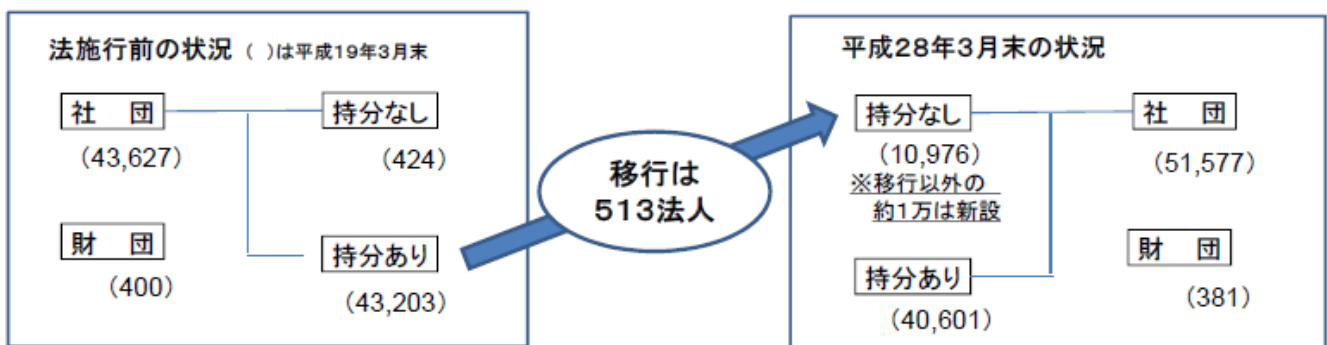 法施行前の状況 ( )は平成19年3月末
社 団
持分なし
(43,627)
(424)
財 団
持分あり
(400)
(43,203)
移行は
513法人
平成28年3月末の状況
持分なし
社 団
(10,976)
(51,577)
※移行以外の
約1万は新設
持分あり
財 団
(40,601)
(381)